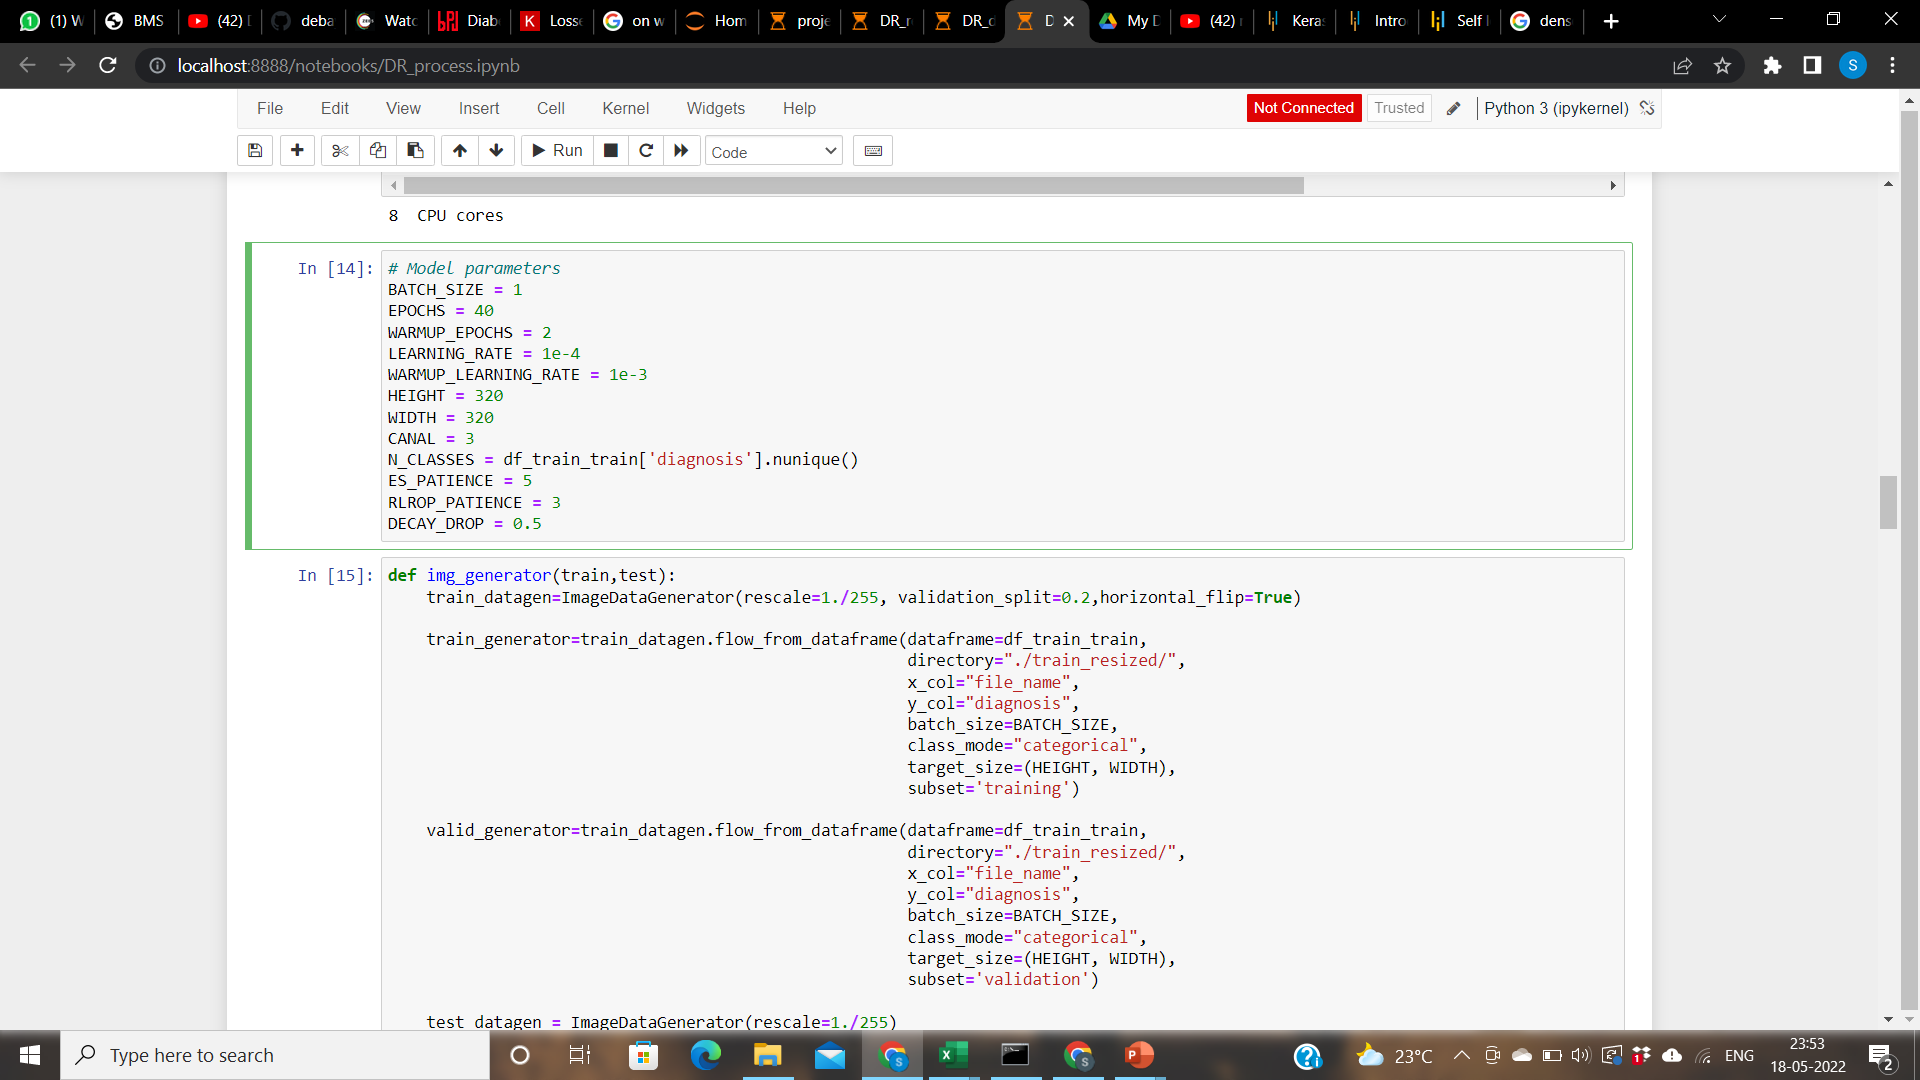 (1) W
BMS
(42)
deba
Watc
Diab
Loss
on w
Hom
proje
DR_r
DR_d
D
My D
(42)
Kera
Intro
Self
dens
localhost:8888/notebooks/DR_process.ipynb
S
File Edit View Insert Cell Kernel Widgets Help
Not Connected Trusted Python 3 (ipykernel)
Run Code
8 CPU cores
In [14]:
# Model parameters
BATCH_SIZE = 1
EPOCHS = 40
WARMUP_EPOCHS = 2
LEARNING_RATE = 1e-4
WARMUP_LEARNING_RATE = 1e-3
HEIGHT = 320
WIDTH = 320
CANAL = 3
N_CLASSES = df_train_train['diagnosis'].nunique()
ES_PATIENCE = 5
RLROP_PATIENCE = 3
DECAY_DROP = 0.5
In [15]:
def img_generator(train,test):
    train_datagen=ImageDataGenerator(rescale=1./255, validation_split=0.2,horizontal_flip=True)
    train_generator=train_datagen.flow_from_dataframe(dataframe=df_train_train,
directory="./train_resized/",
x_col="file_name",
y_col="diagnosis",
batch_size=BATCH_SIZE,
class_mode="categorical",
target_size=(HEIGHT, WIDTH),
subset='training')
    valid_generator=train_datagen.flow_from_dataframe(dataframe=df_train_train,
directory="./train_resized/",
x_col="file_name",
y_col="diagnosis",
batch_size=BATCH_SIZE,
class_mode="categorical",
target_size=(HEIGHT, WIDTH),
subset='validation')
    test_datagen = ImageDataGenerator(rescale=1./255)
Type here to search
23°C
ENG
23:53
18-05-2022
2